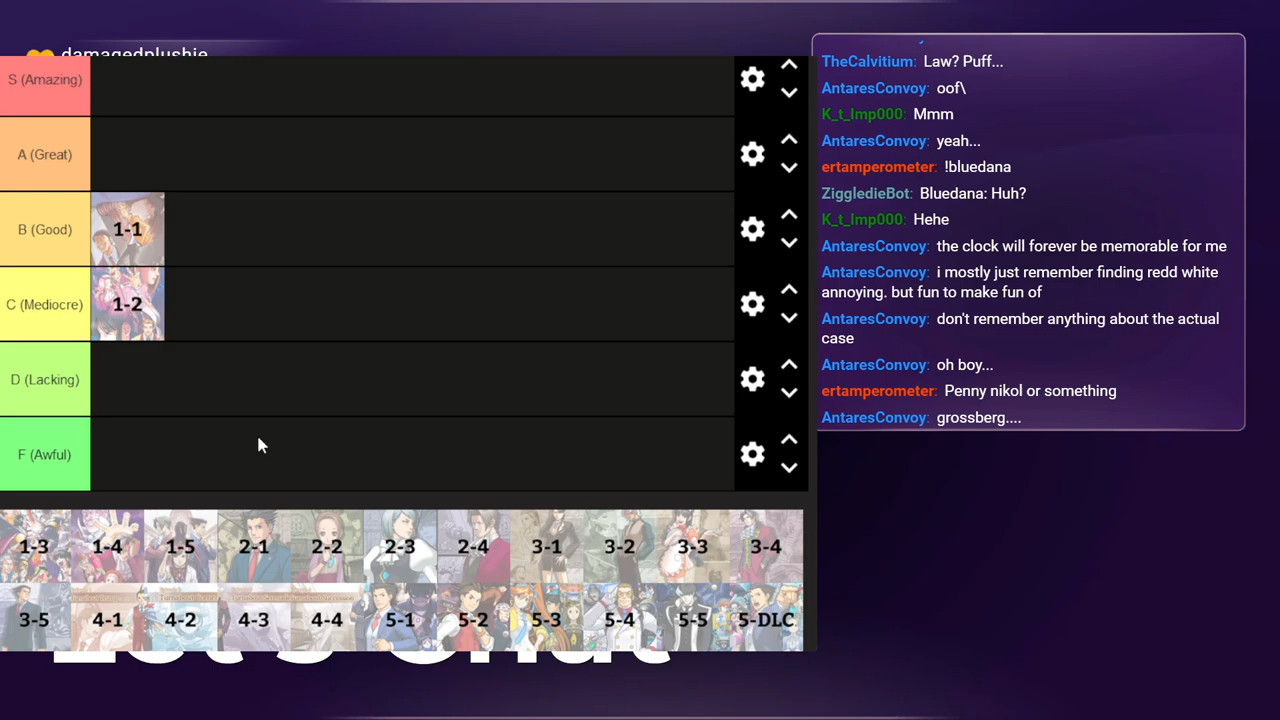 damagedplushie
S (Amazing)
A (Great)
B (Good)
1-1
C (Mediocre)
1-2
D (Lacking)
F (Awful)
1-3 1-4 1-5 2-1 2-2 2-3 2-4 3-1 3-2 3-3 3-4
3-5 4-1 4-2 4-3 4-4 5-1 5-2 5-3 5-4 5-5 5-DLC
Let's Chat
TheCalvitium: Law? Puff...
AntaresConvoy: oof\
K_t_Imp000: Mmm
AntaresConvoy: yeah...
ertamperometer: !bluedana
ZiggledieBot: Bluedana: Huh?
K_t_Imp000: Hehe
AntaresConvoy: the clock will forever be memorable for me
AntaresConvoy: i mostly just remember finding redd white
annoying. but fun to make fun of
AntaresConvoy: don't remember anything about the actual
case
AntaresConvoy: oh boy...
ertamperometer: Penny nikol or something
AntaresConvoy: grossberg....